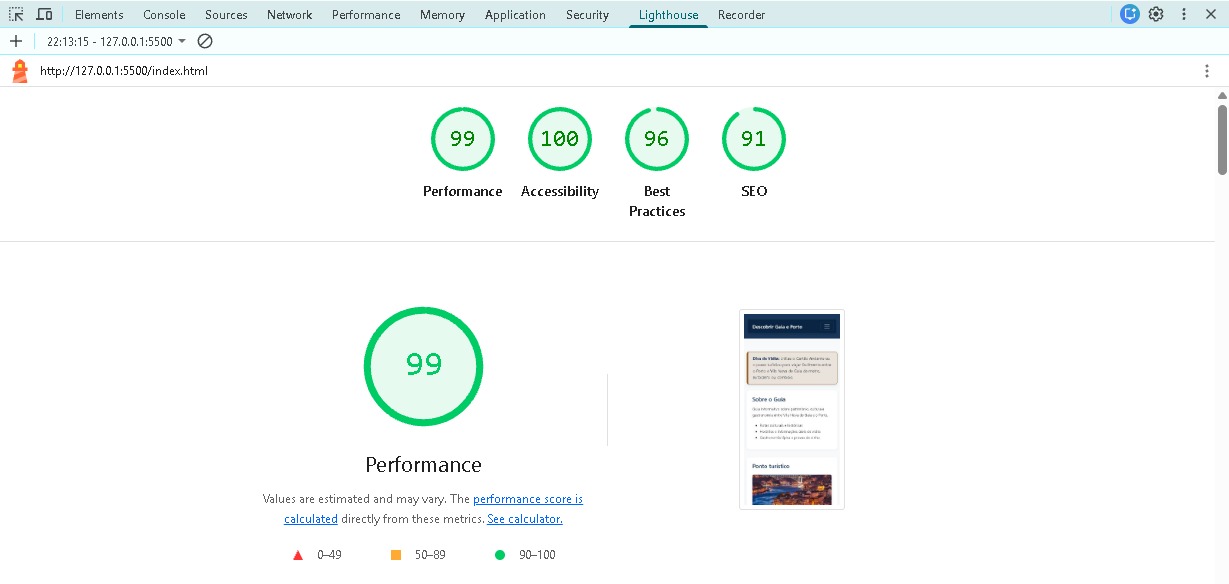 Elements Console Sources Network Performance Memory Application Security Lighthouse Recorder
22:13:15 - 127.0.0.1:5500
http://127.0.0.1:5500/index.html
99 100 96 91
Performance Accessibility Best Practices SEO
99
Performance
Values are estimated and may vary. The performance score is
calculated directly from these metrics. See calculator.
0–49 50–89 90–100
Descobrir Gaia e Porto
Sobre o Guia
Ponto turístico